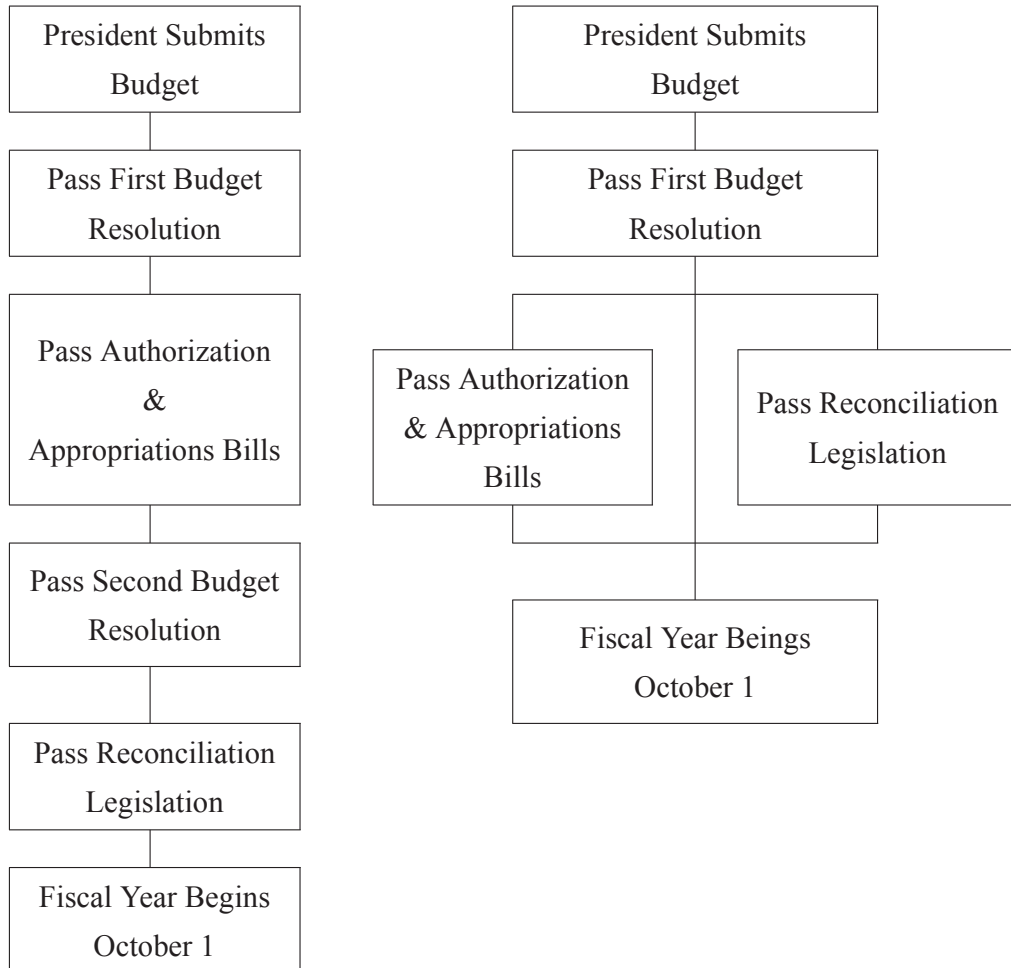 President Submits
Budget
Pass First Budget
Resolution
Pass Authorization
&
Appropriations Bills
Pass Second Budget
Resolution
Pass Reconciliation
Legislation
Fiscal Year Begins
October 1
President Submits
Budget
Pass First Budget
Resolution
Pass Authorization
& Appropriations
Bills
Pass Reconciliation
Legislation
Fiscal Year Beings
October 1